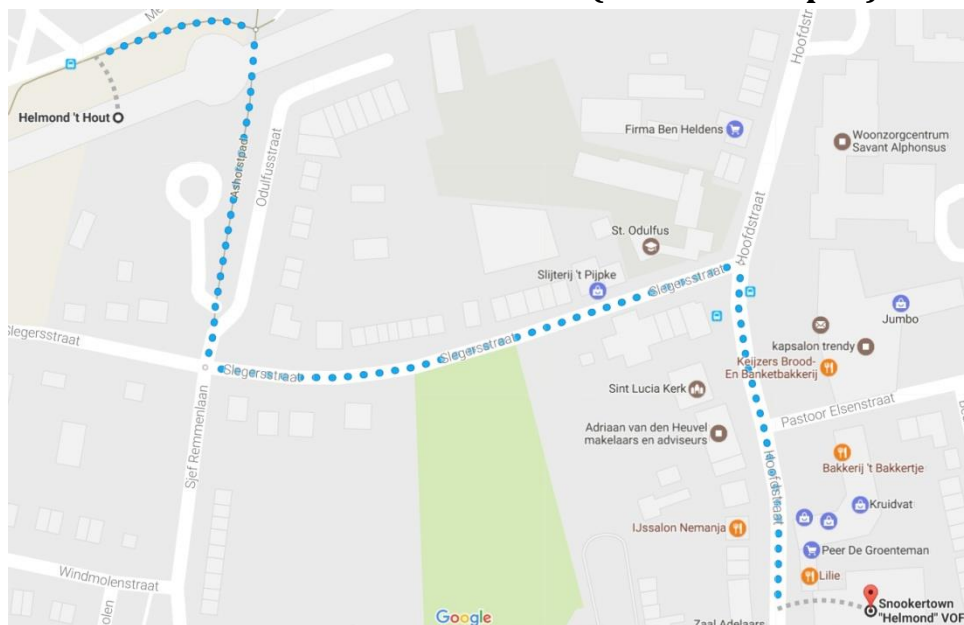 Helmond 't Hout
Ashofstpad
Odulfusstraat
Hoofdstraat
Firma Ben Heldens
Woonzorgcentrum
Savant Alphonsus
St. Odulfus
Hoofdstraat
Slijterij 't Pijpke
Slegersstraat
Jumbo
Slegersstraat
Slegersstraat
Slegersstraat
kapsalon trendy
Keijzers Brood-
En Banketbakkerij
Sint Lucia Kerk
Pastoor Elsenstraat
Adriaan van den Heuvel
makelaars en adviseurs
Sjef Remmenlaan
Hoofdstraat
Bakkerij 't Bakkertje
Kruidvat
IJssalon Nemanja
Peer De Groenteman
Windmolenstraat
Lilie
Snookertown
"Helmond" VOF
Google
Zaal Adelaars